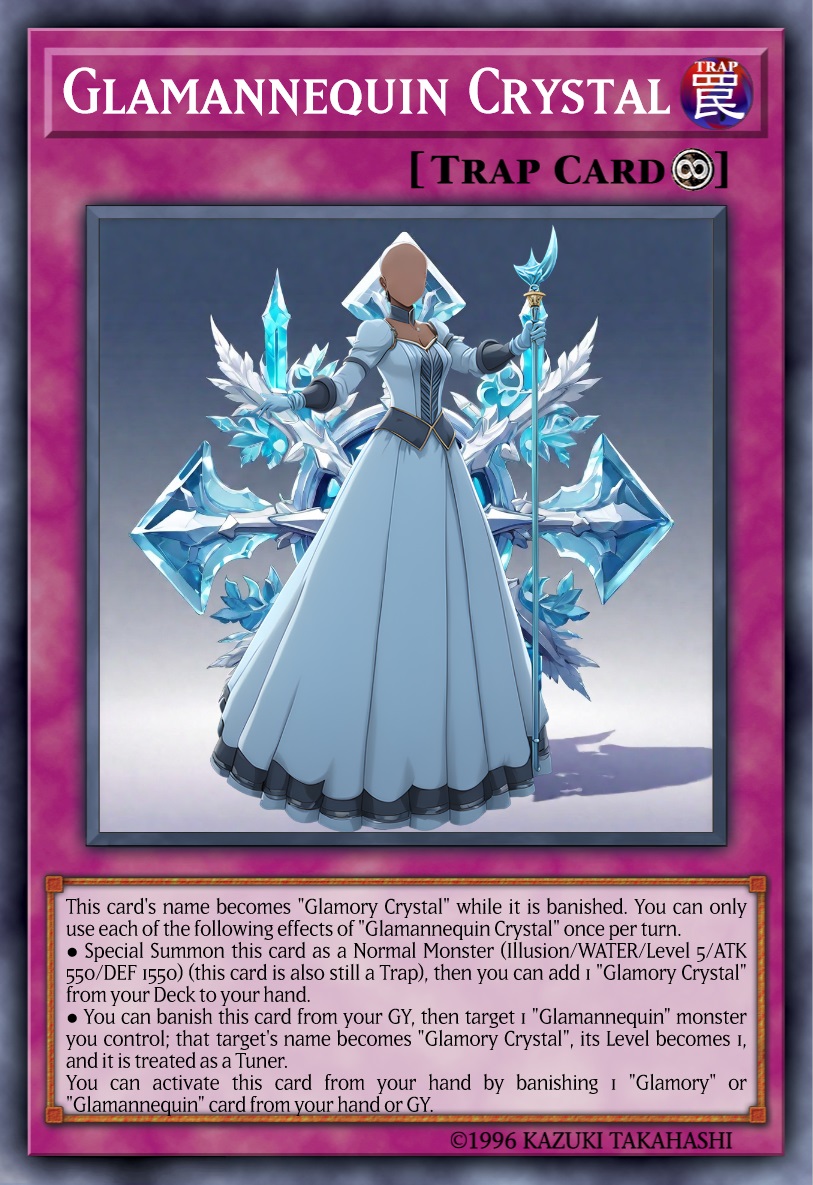 Glamannequin Crystal
TRAP
罠
[Trap Card]
This card's name becomes "Glamory Crystal" while it is banished. You can only
use each of the following effects of "Glamannequin Crystal" once per turn.
● Special Summon this card as a Normal Monster (Illusion/WATER/Level 5/ATK
550/DEF 1550) (this card is also still a Trap), then you can add 1 "Glamory Crystal"
from your Deck to your hand.
● You can banish this card from your GY, then target 1 "Glamannequin" monster
you control; that target's name becomes "Glamory Crystal", its Level becomes 1,
and it is treated as a Tuner.
You can activate this card from your hand by banishing 1 "Glamory" or
"Glamannequin" card from your hand or GY.
©1996 KAZUKI TAKAHASHI